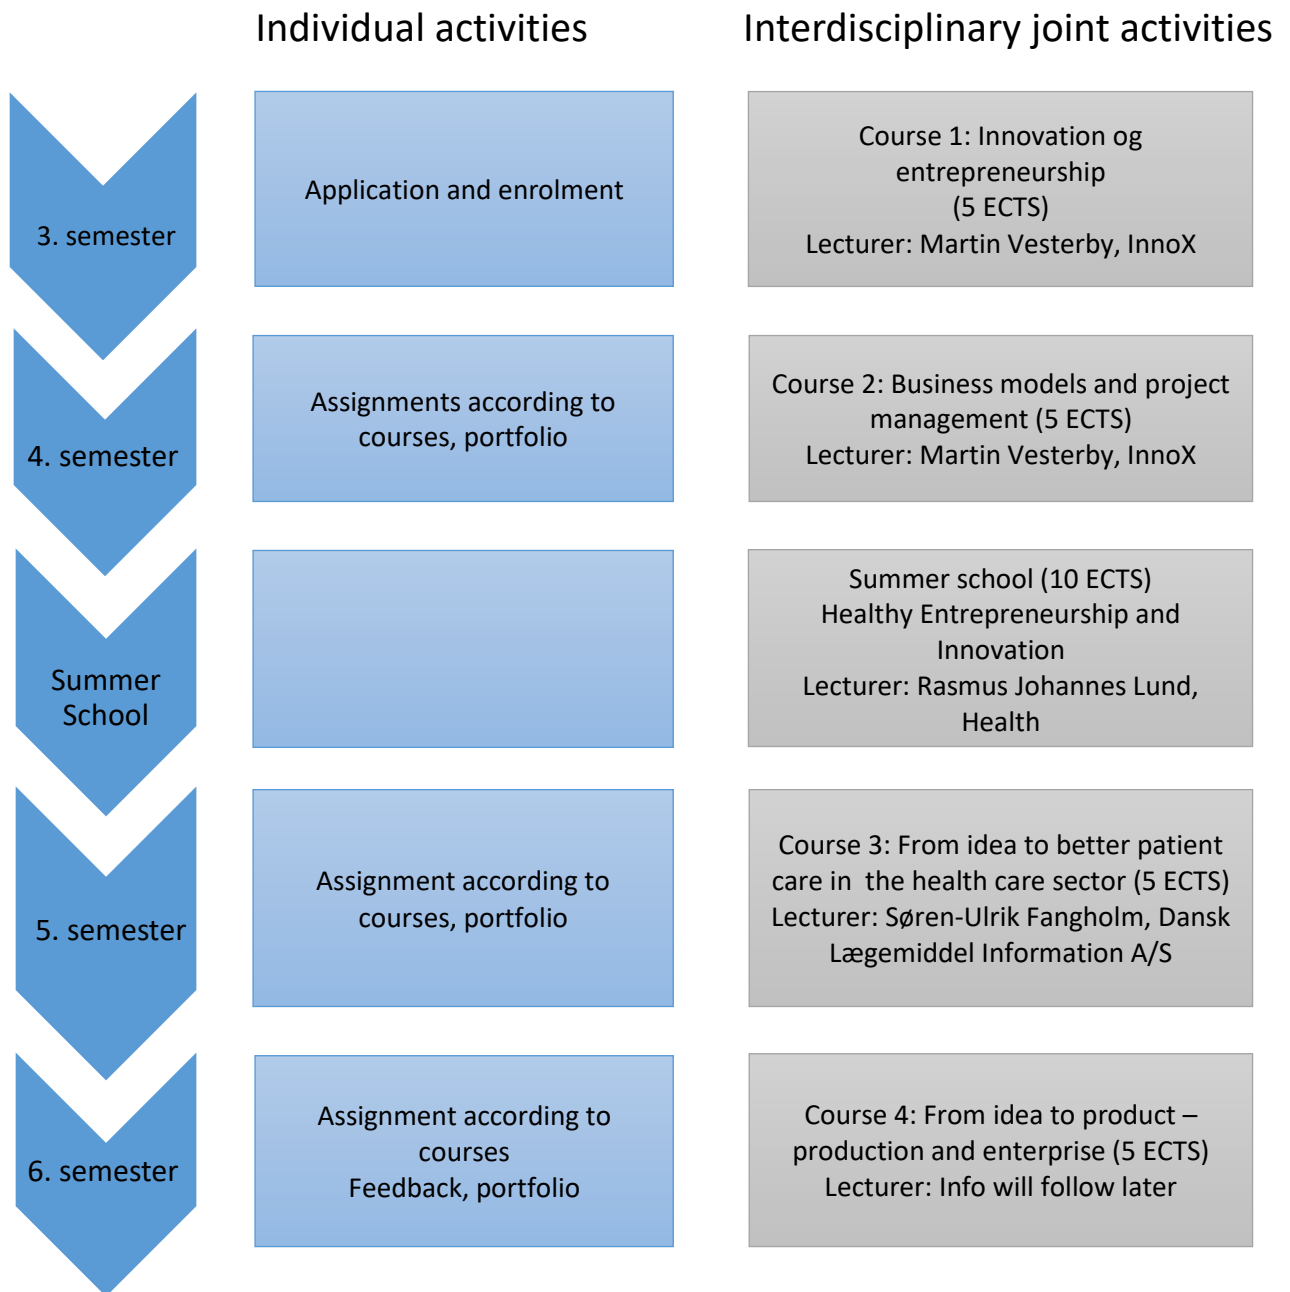 Individual activities
Interdisciplinary joint activities
3. semester
Application and enrolment
Course 1: Innovation og
entrepreneurship
(5 ECTS)
Lecturer: Martin Vesterby, InnoX
4. semester
Assignments according to
courses, portfolio
Course 2: Business models and project
management (5 ECTS)
Lecturer: Martin Vesterby, InnoX
Summer
School
Summer school (10 ECTS)
Healthy Entrepreneurship and
Innovation
Lecturer: Rasmus Johannes Lund,
Health
5. semester
Assignment according to
courses, portfolio
Course 3: From idea to better patient
care in  the health care sector (5 ECTS)
Lecturer: Søren-Ulrik Fangholm, Dansk
Lægemiddel Information A/S
6. semester
Assignment according to
courses
Feedback, portfolio
Course 4: From idea to product –
production and enterprise (5 ECTS)
Lecturer: Info will follow later